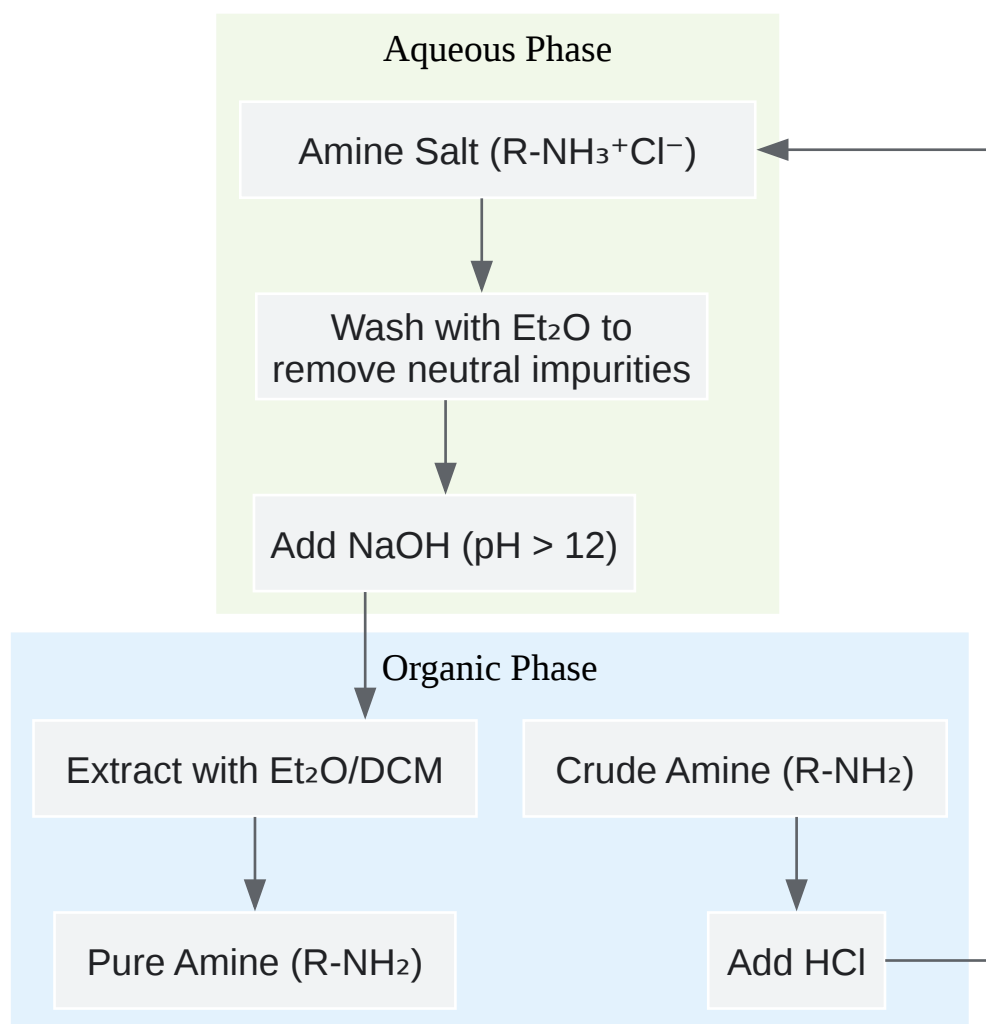 Aqueous Phase
Amine Salt (R-NH₃⁺Cl⁻)
Wash with Et₂O to
remove neutral impurities
Add NaOH (pH > 12)
Organic Phase
Extract with Et₂O/DCM
Crude Amine (R-NH₂)
Pure Amine (R-NH₂)
Add HCl